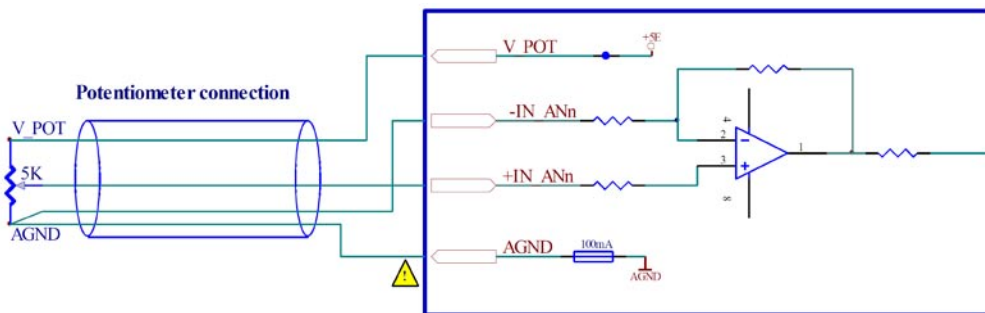 Potentiometer connection
V_POT
5K
AGND
V_POT
+5E
-IN_ANn
+IN_ANn
AGND
100mA
AGND
4
2
3
1
8
-
+
!